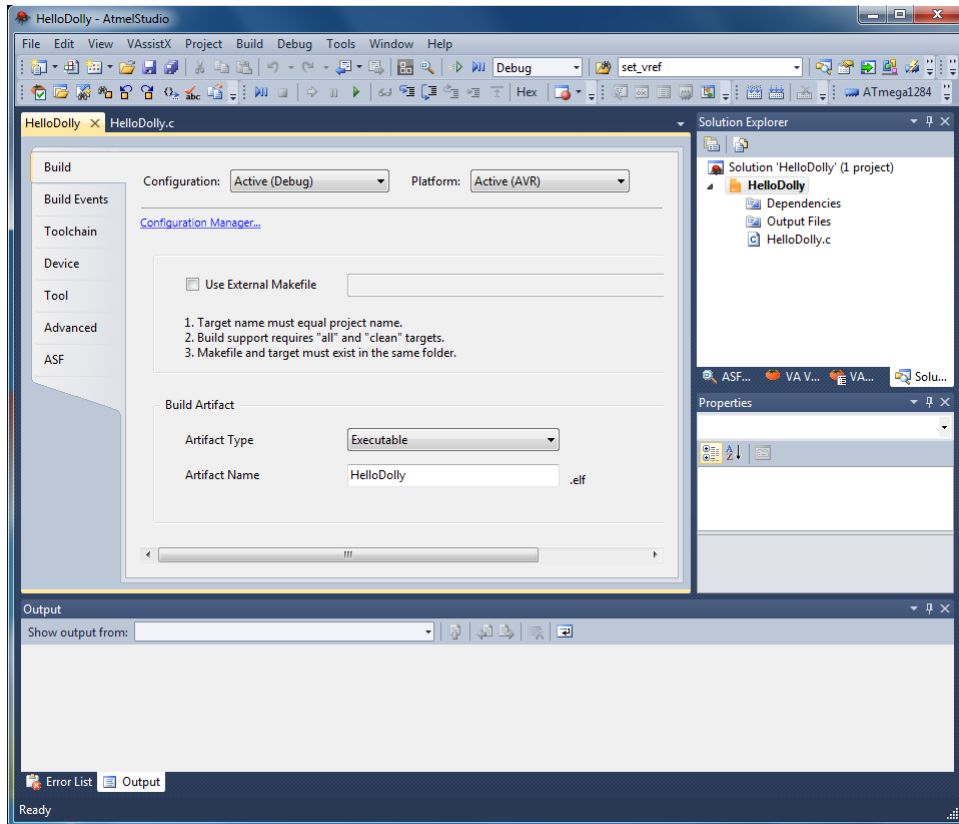 HelloDolly - AtmelStudio
File Edit View VAssistX Project Build Debug Tools Window Help
Debug set_vref
Hex ATmega1284
HelloDolly HelloDolly.c
Solution Explorer
Build
Configuration: Active (Debug) Platform: Active (AVR)
Solution 'HelloDolly' (1 project)
HelloDolly
Build Events
Dependencies
Configuration Manager...
Output Files
Toolchain
HelloDolly.c
Device
Use External Makefile
Tool
1. Target name must equal project name.
Advanced
2. Build support requires "all" and "clean" targets.
3. Makefile and target must exist in the same folder.
ASF
ASF... VA V... VA... Solu...
Build Artifact
Properties
Artifact Type Executable
Artifact Name HelloDolly .elf
Output
Show output from:
Error List Output
Ready